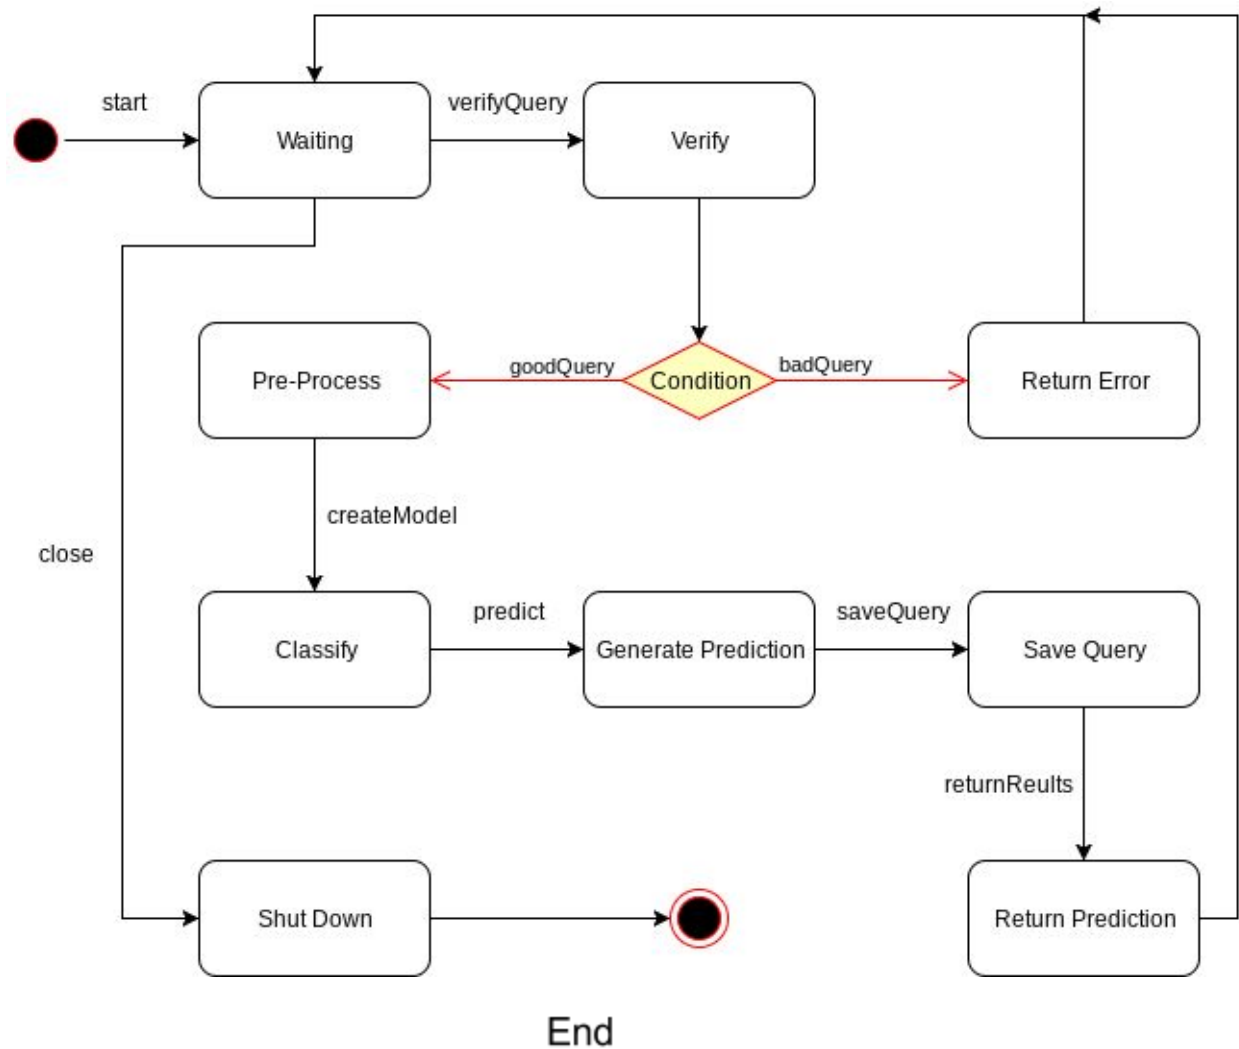 start
Waiting
verifyQuery
Verify
Pre-Process
goodQuery
Condition
badQuery
Return Error
createModel
close
Classify
predict
Generate Prediction
saveQuery
Save Query
returnReults
Shut Down
Return Prediction
End